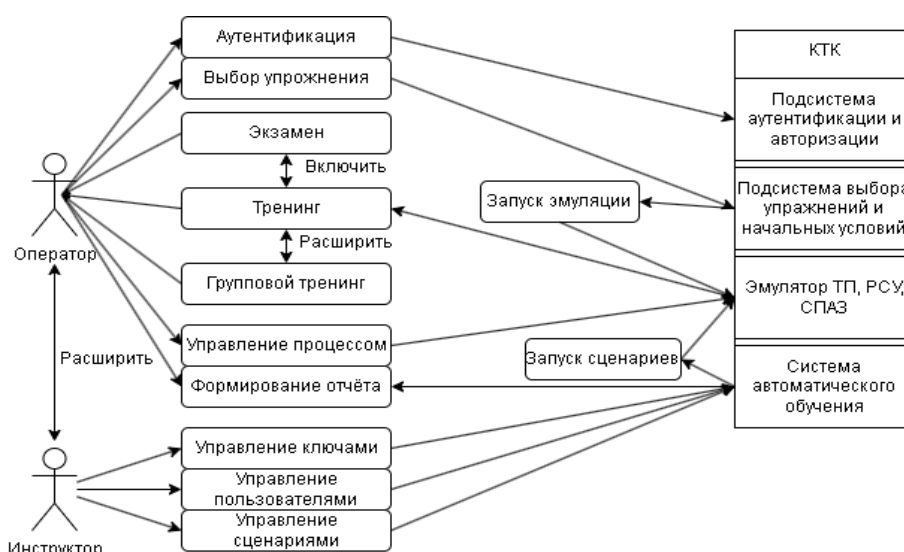 Аутентификация
Выбор упрожнения
Экзамен
Включить
Тренинг
Расширить
Групповой тренинг
Оператор
Расширить
Управление процессом
Формирование отчёта
Управление ключами
Управление
пользователями
Управление
сценариями
Инструктор
Запуск эмуляции
Запуск сценариев
КТК
Подсистема
аутентификации и
авторизации
Подсистема выбора
упражнений и
начальных условий
Эмулятор ТП, РСУ,
СПАЗ
Система
автоматического
обучения